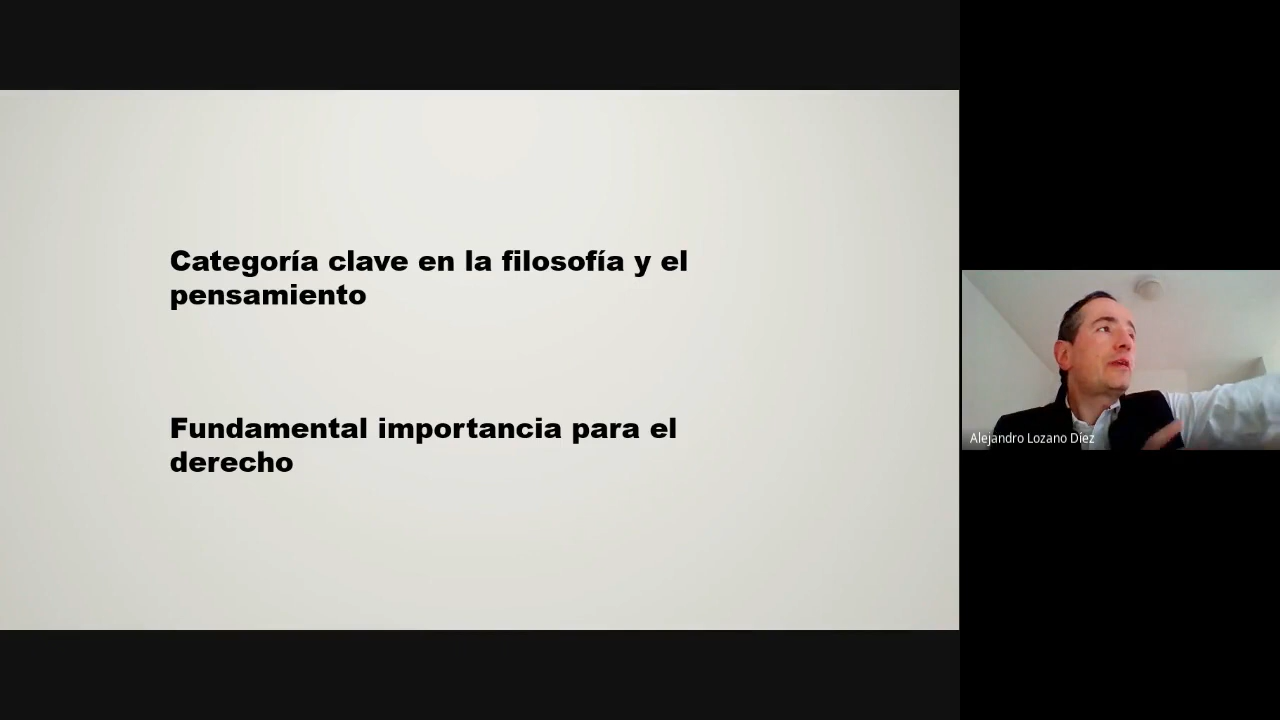 Categoría clave en la filosofía y el
pensamiento
Fundamental importancia para el
derecho
Alejandro Lozano Díez